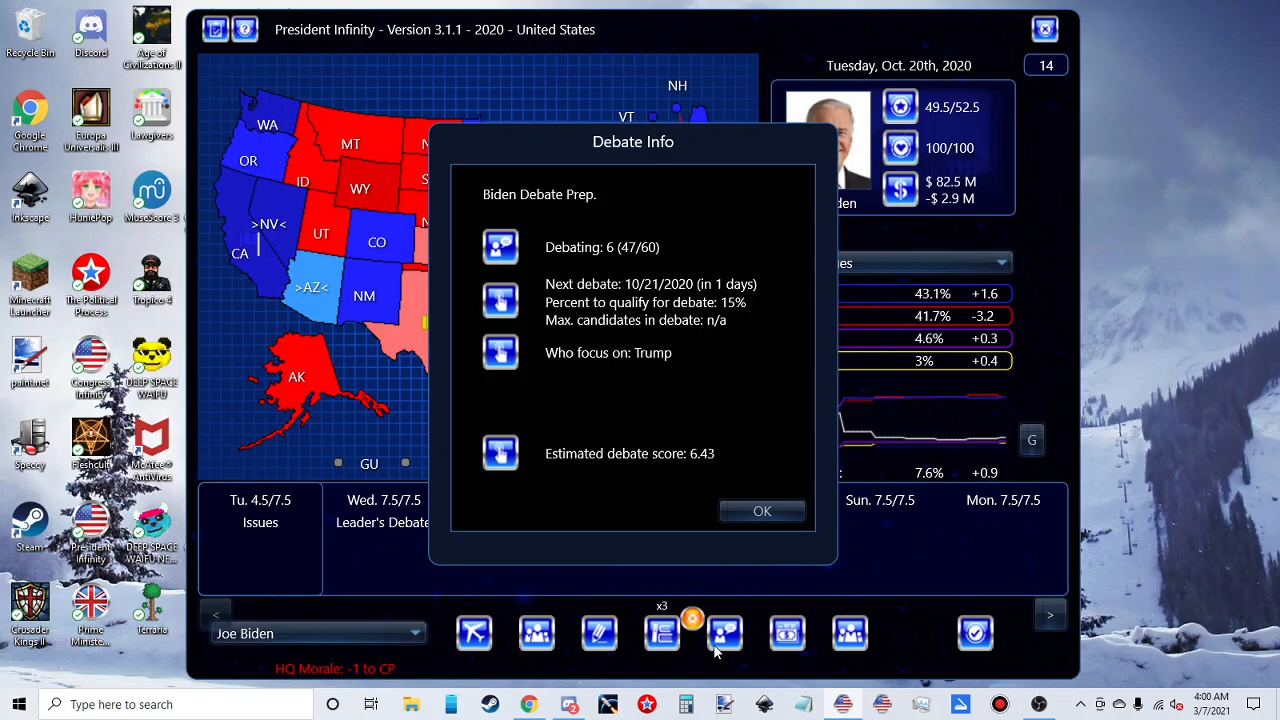 Recycle Bin
Discord
Age of
Civilizations II
Google
Chrome
Europa
Universalis III
Lawgivers
Inkscape
HuniePop
MuseScore 3
Minecraft
Launcher
The Political
Process
Tropico 4
paint.net
Congress
Infinity
DEEP SPACE
WAIFU
Speccy
Fleshcult
McAfee®
AntiVirus
Steam
President
Infinity
DEEP SPACE
WAIFU NE...
Crusader
Kings II
Prime
Ministe...
Terraria
President Infinity - Version 3.1.1 - 2020 - United States
Tuesday, Oct. 20th, 2020
14
49.5/52.5
100/100
$ 82.5 M
-$ 2.9 M
den
NH
VT
WA
MT
OR
ID
WY
>NV<
UT
CO
CA
>AZ<
NM
AK
GU
N
S
N
N
Debate Info
Biden Debate Prep.
Debating: 6 (47/60)
Next debate: 10/21/2020 (in 1 days)
Percent to qualify for debate: 15%
Max. candidates in debate: n/a
Who focus on: Trump
Estimated debate score: 6.43
OK
es
43.1% +1.6
41.7% -3.2
4.6% +0.3
3% +0.4
G
: 7.6% +0.9
Tu. 4.5/7.5
Issues
Wed. 7.5/7.5
Leader's Debate
Sun. 7.5/7.5
Mon. 7.5/7.5
<
>
x3
Joe Biden
HQ Morale: -1 to CP
Type here to search
4:00 AM
3/7/2021